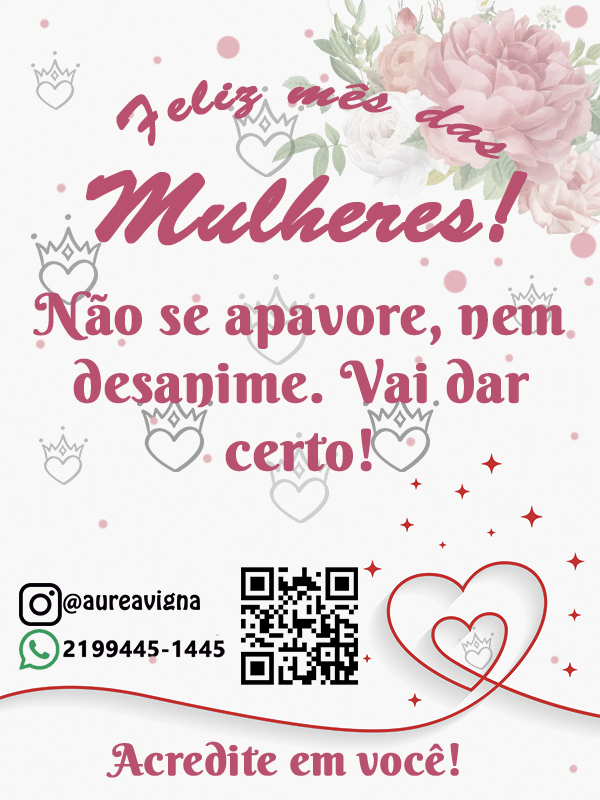 Feliz mês das
Mulheres!
Não se apavore, nem
desanime. Vai dar
certo!
@aureavigna
2199445-1445
Acredite em você!